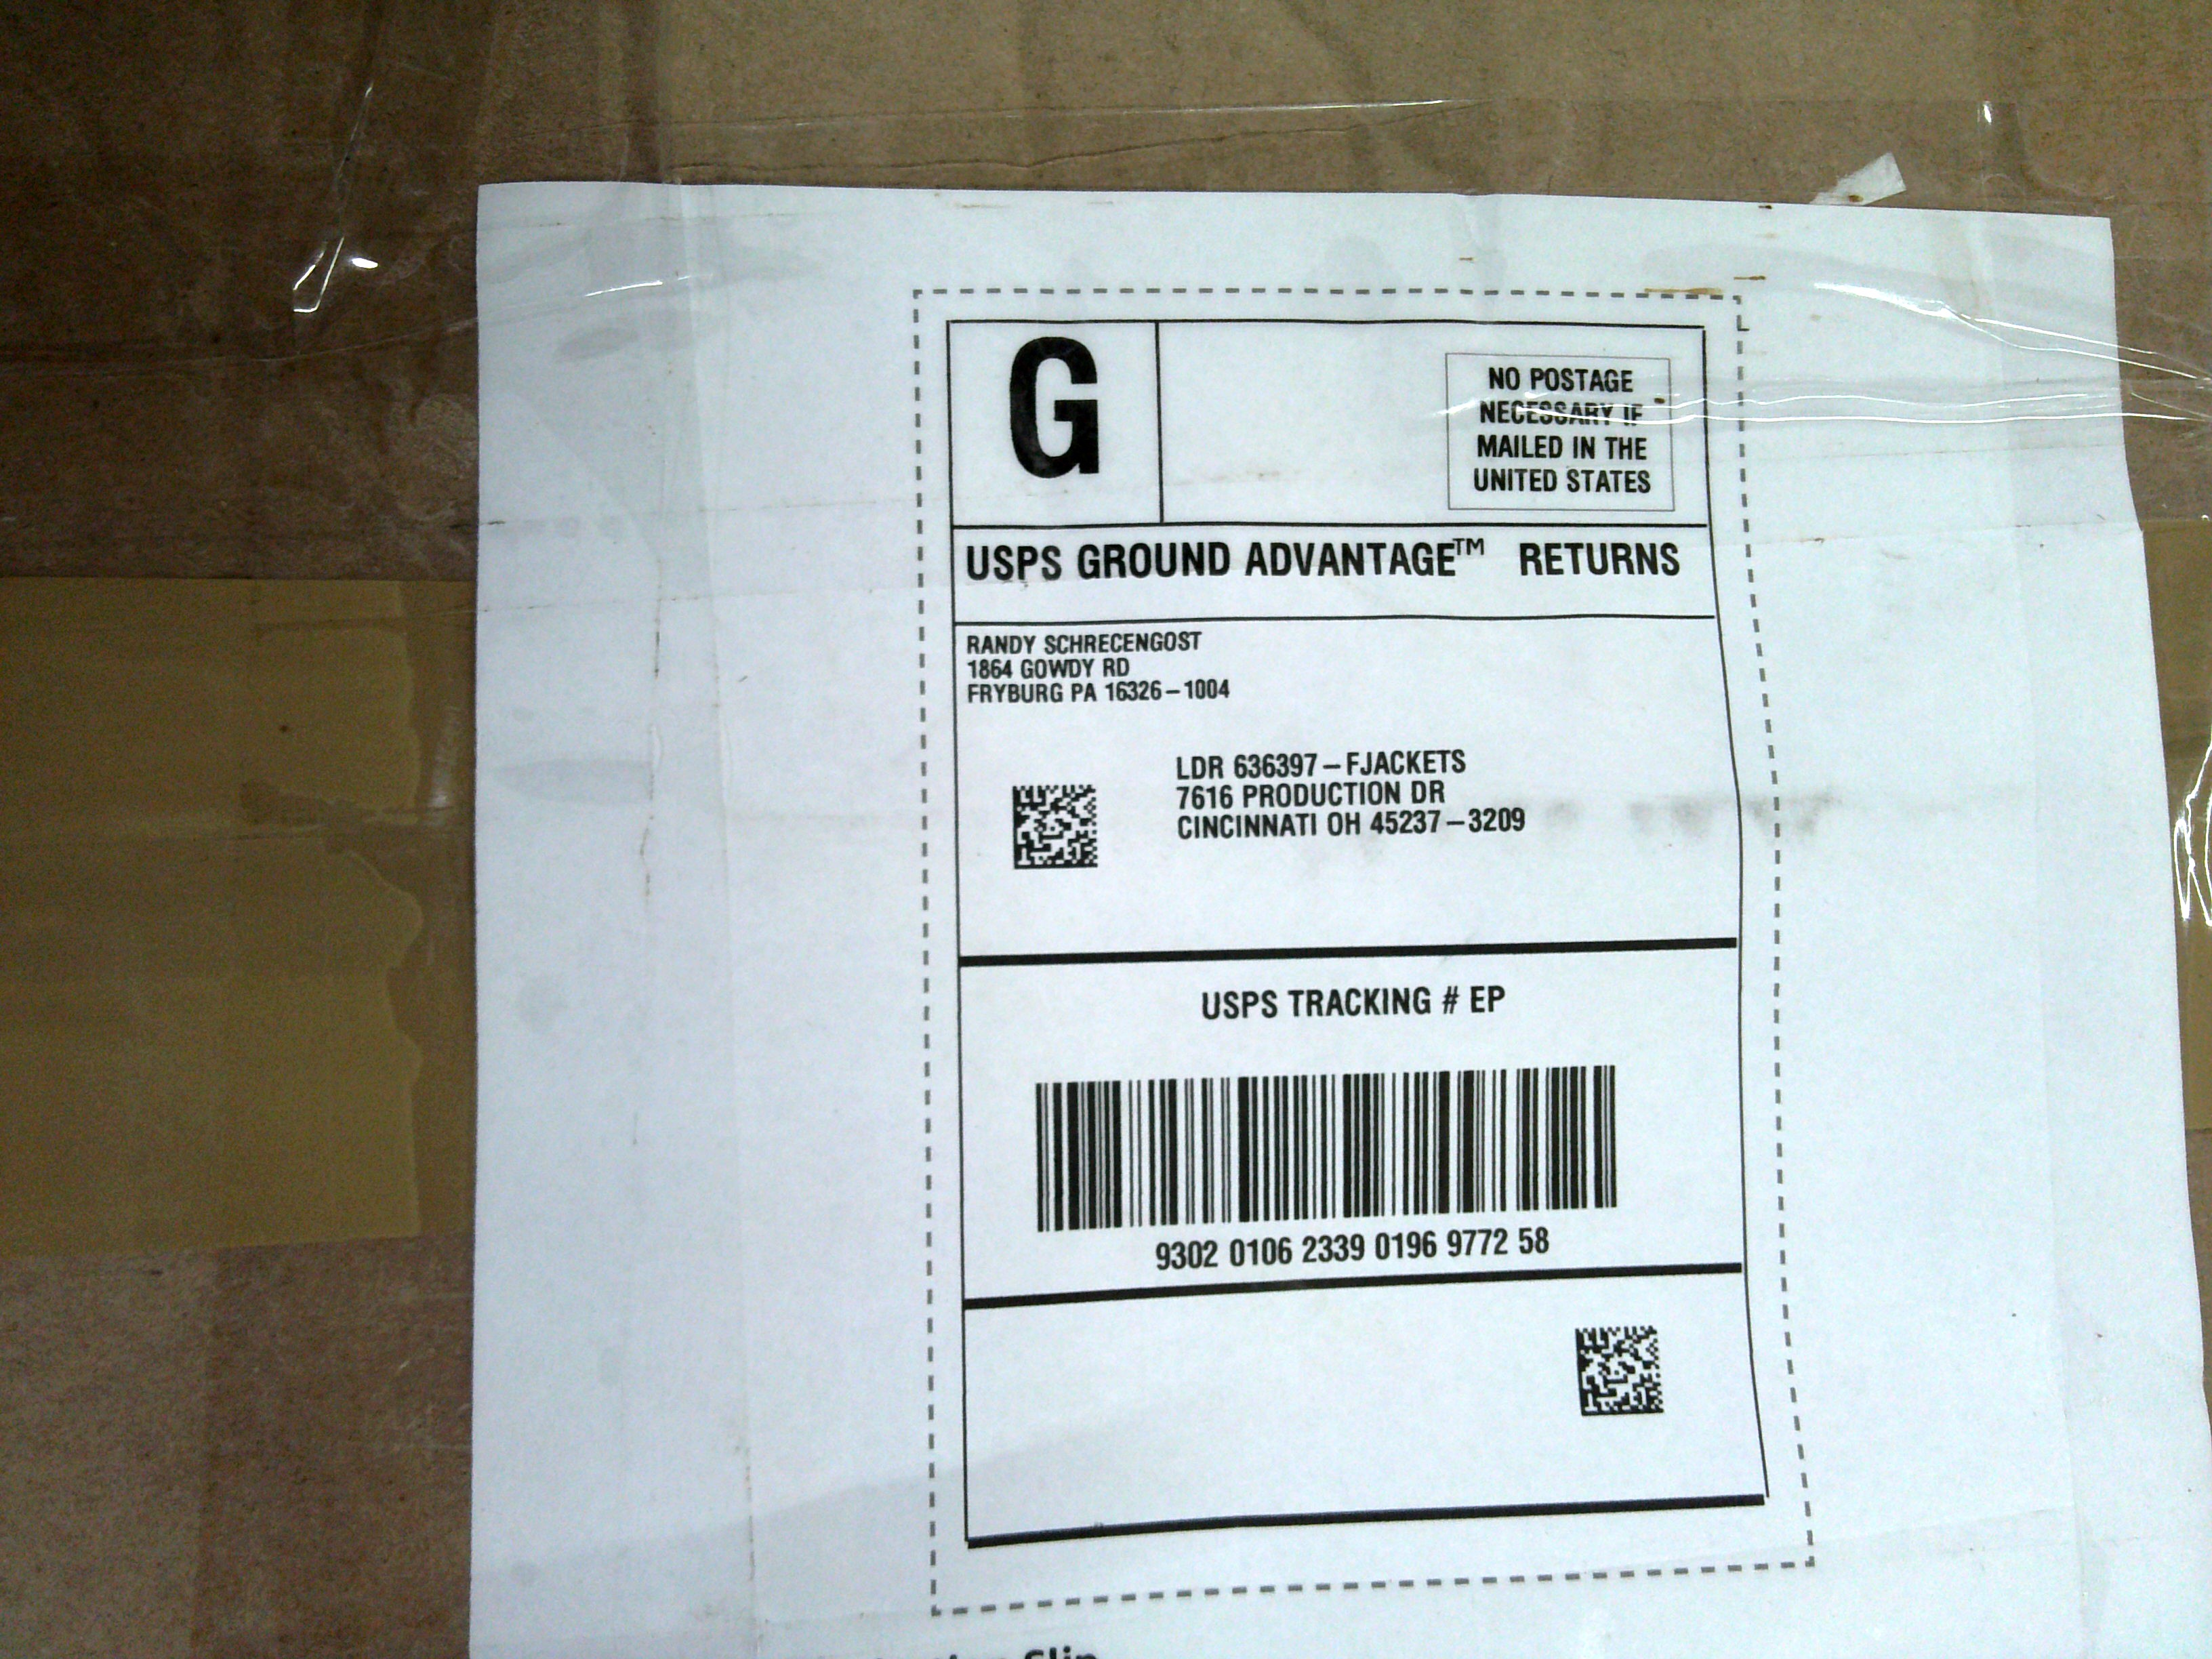 G
NO POSTAGE
NECESSARY IF
MAILED IN THE
UNITED STATES
USPS GROUND ADVANTAGE™ RETURNS
RANDY SCHRECENGOST
1864 GOWDY RD
FRYBURG PA 16326-1004
LDR 636397-FJACKETS
7616 PRODUCTION DR
CINCINNATI OH 45237-3209
USPS TRACKING # EP
9302 0106 2339 0196 9772 58
Slip